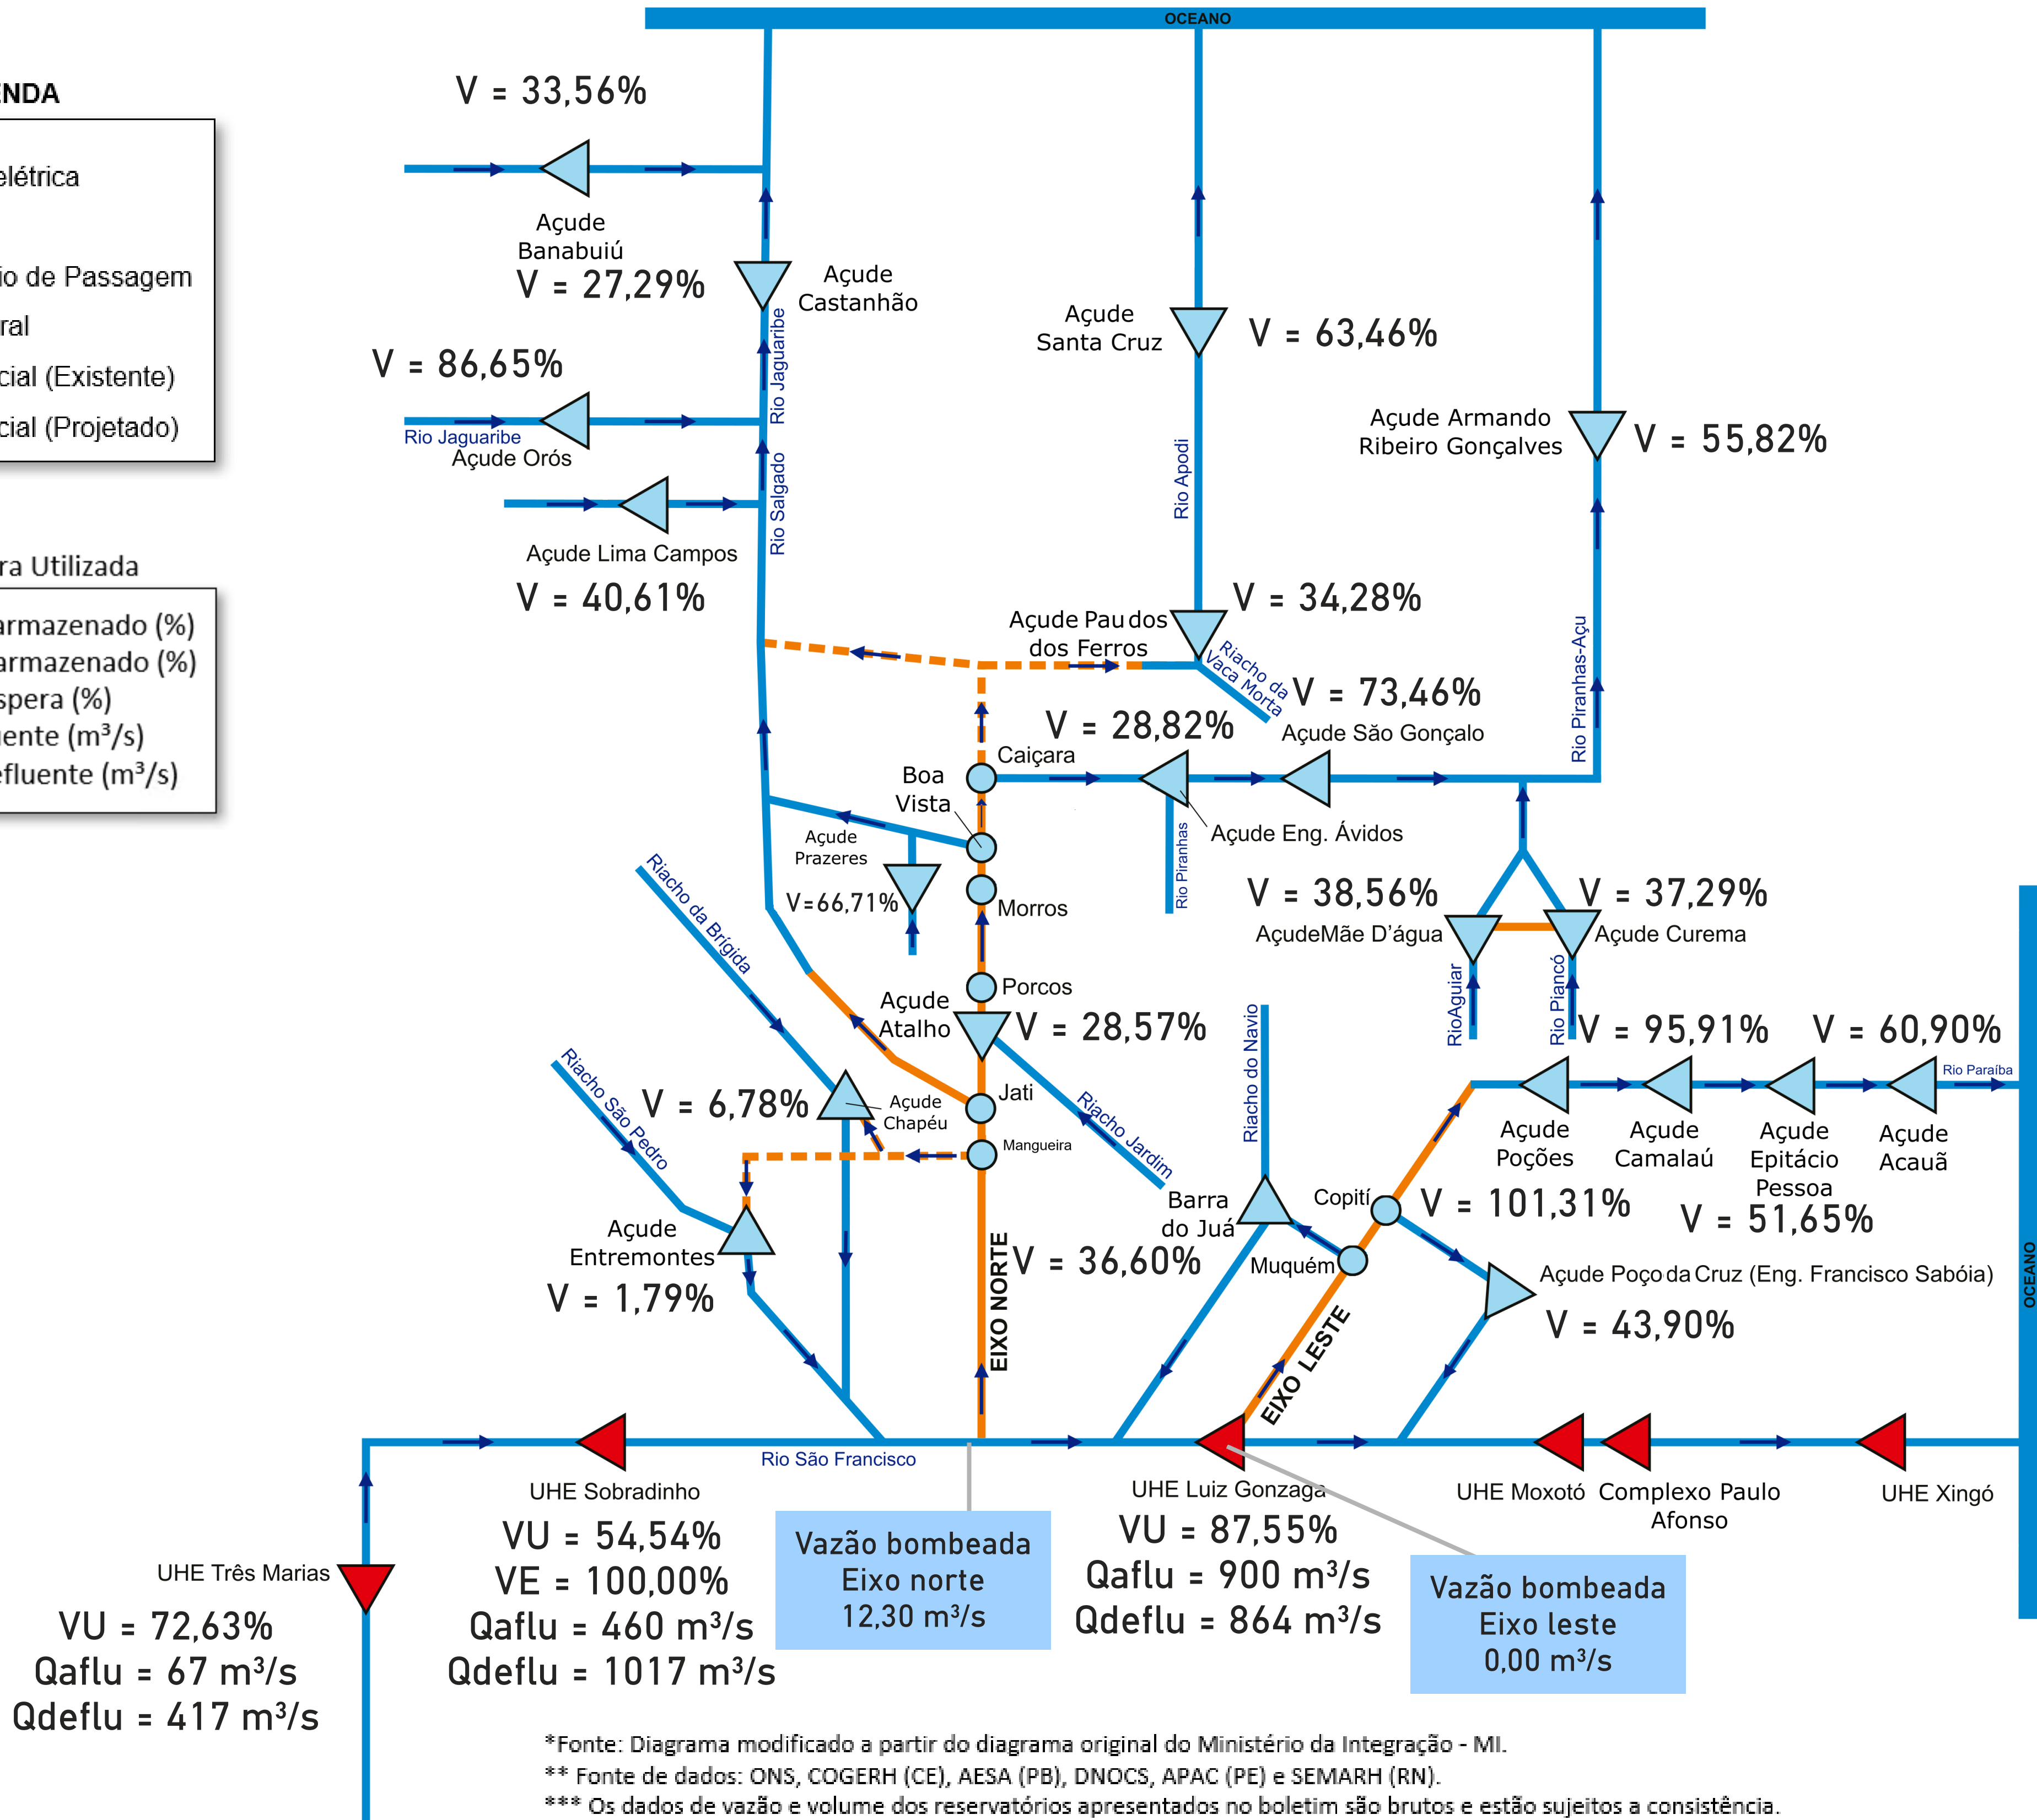 OCEANO
V = 33,56%
ENDA
elétrica
io de Passagem
ral
cial (Existente)
cial (Projetado)
Açude
Banabuiú
V = 27,29%
Açude
Castanhão
Rio Jaguaribe
V = 86,65%
Rio Jaguaribe
Açude Orós
Rio Salgado
Açude Lima Campos
V = 40,61%
Açude
Santa Cruz
V = 63,46%
Rio Apodi
Açude Armando
Ribeiro Gonçalves
V = 55,82%
Rio Piranhas-Açu
ra Utilizada
armazenado (%)
armazenado (%)
spera (%)
uente (m³/s)
efluente (m³/s)
Açude Pau dos
dos Ferros
V = 34,28%
Riacho da
Vaca Morta
V = 73,46%
Açude São Gonçalo
V = 28,82%
Caiçara
Boa
Vista
Açude Eng. Ávidos
Rio Piranhas
Açude
Prazeres
V=66,71%
Morros
Porcos
Riacho da Brígida
V = 38,56%
AçudeMãe D'água
V = 37,29%
Açude Curema
RioAguiar
Rio Piancó
Açude
Atalho
V = 28,57%
Riacho São Pedro
V = 6,78%
Açude
Chapéu
Jati
Mangueira
Riacho Jardim
Riacho do Navio
V = 95,91%
V = 60,90%
Rio Paraíba
Açude
Poções
Açude
Camalaú
Açude
Epitácio
Pessoa
Açude
Acauã
V = 101,31%
V = 51,65%
Barra
do Juá
Copití
Muquém
V = 36,60%
Açude
Entremontes
V = 1,79%
EIXO NORTE
EIXO LESTE
Açude Poço da Cruz (Eng. Francisco Sabóia)
V = 43,90%
OCEANO
Rio São Francisco
UHE Sobradinho
VU = 54,54%
VE = 100,00%
Qaflu = 460 m³/s
Qdeflu = 1017 m³/s
Vazão bombeada
Eixo norte
12,30 m³/s
UHE Luiz Gonzaga
VU = 87,55%
Qaflu = 900 m³/s
Qdeflu = 864 m³/s
Vazão bombeada
Eixo leste
0,00 m³/s
UHE Moxotó
Complexo Paulo
Afonso
UHE Xingó
UHE Três Marias
VU = 72,63%
Qaflu = 67 m³/s
Qdeflu = 417 m³/s
*Fonte: Diagrama modificado a partir do diagrama original do Ministério da Integração - MI.
** Fonte de dados: ONS, COGERH (CE), AESA (PB), DNOCS, APAC (PE) e SEMARH (RN).
*** Os dados de vazão e volume dos reservatórios apresentados no boletim são brutos e estão sujeitos a consistência.